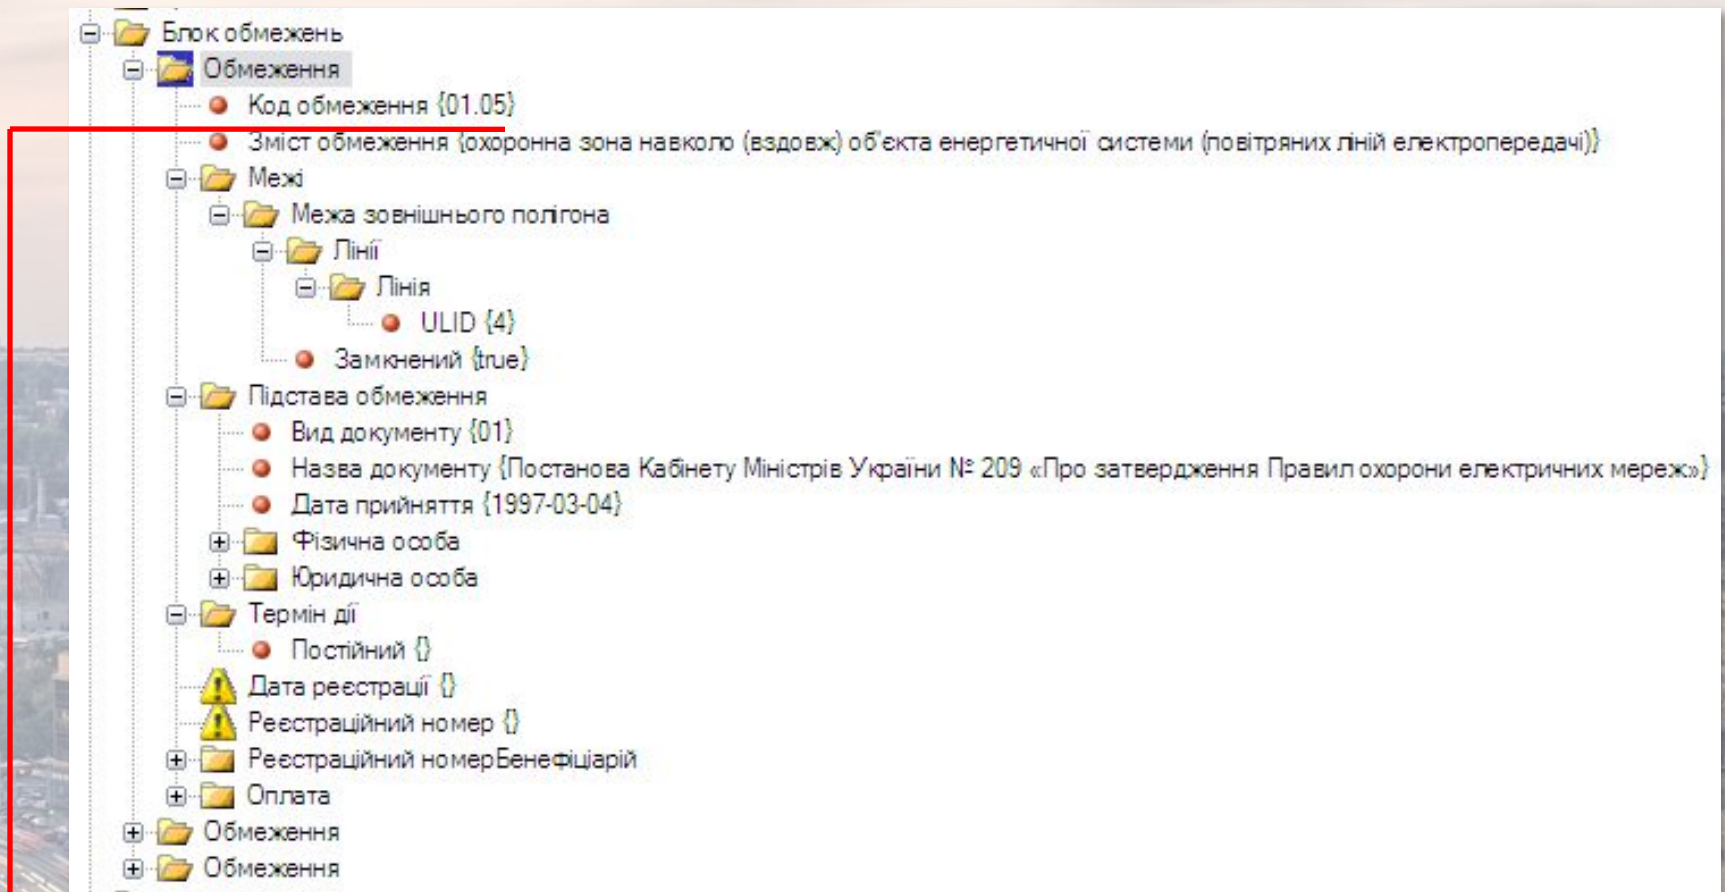 Блок обмежень
Обмеження
Код обмеження {01.05}
Зміст обмеження {охоронна зона навколо (вздовж) об'єкта енергетичної системи (повітряних ліній електропередачі)}
Межі
Межа зовнішнього полігона
Лінії
Лінія
ULID {4}
Замкнений {true}
Підстава обмеження
Вид документу {01}
Назва документу {Постанова Кабінету Міністрів України № 209 «Про затвердження Правил охорони електричних мереж»}
Дата прийняття {1997-03-04}
Фізична особа
Юридична особа
Термін дії
Постійний {}
Дата реєстрації {}
Реєстраційний номер {}
Реєстраційний номерБенефіціарій
Оплата
Обмеження
Обмеження